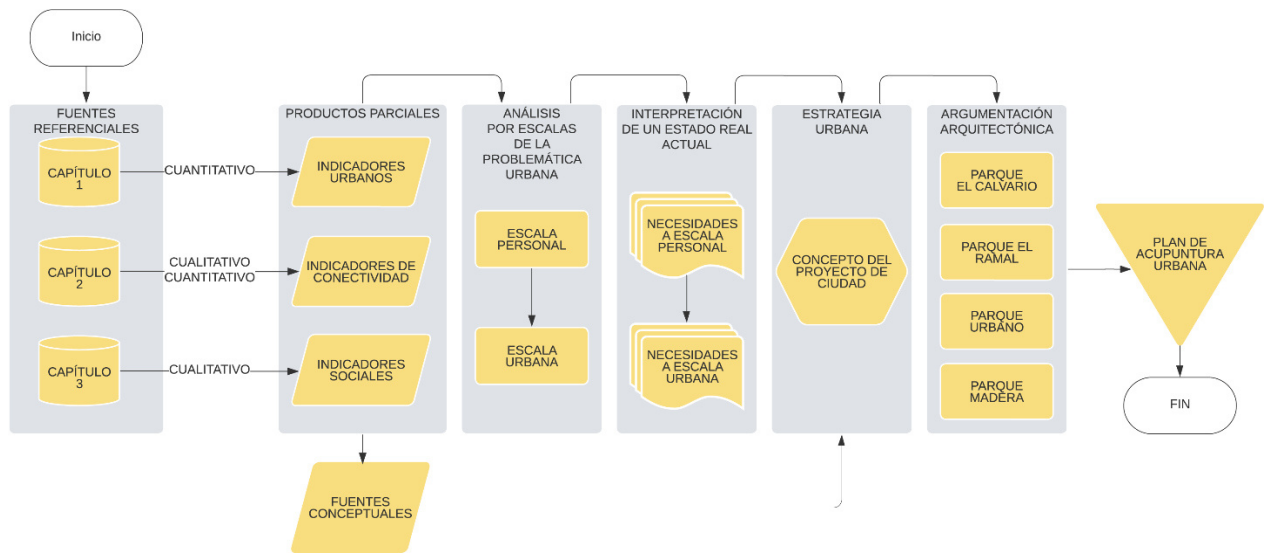 Inicio
FUENTES
REFERENCIALES
CAPÍTULO
1
CUANTITATIVO
CAPÍTULO
2
CUALITATIVO
CUANTITATIVO
CAPÍTULO
3
CUALITATIVO
PRODUCTOS PARCIALES
INDICADORES
URBANOS
INDICADORES DE
CONECTIVIDAD
INDICADORES
SOCIALES
FUENTES
CONCEPTUALES
ANÁLISIS
POR ESCALAS
DE LA
PROBLEMÁTICA
URBANA
ESCALA
PERSONAL
ESCALA
URBANA
INTERPRETACIÓN
DE UN ESTADO REAL
ACTUAL
NECESIDADES
A ESCALA
PERSONAL
NECESIDADES
A ESCALA
URBANA
ESTRATEGIA
URBANA
CONCEPTO DEL
PROYECTO DE
CIUDAD
ARGUMENTACIÓN
ARQUITECTÓNICA
PARQUE
EL CALVARIO
PARQUE EL
RAMAL
PARQUE
URBANO
PARQUE
MADERA
PLAN DE
ACUPUNTURA
URBANA
FIN